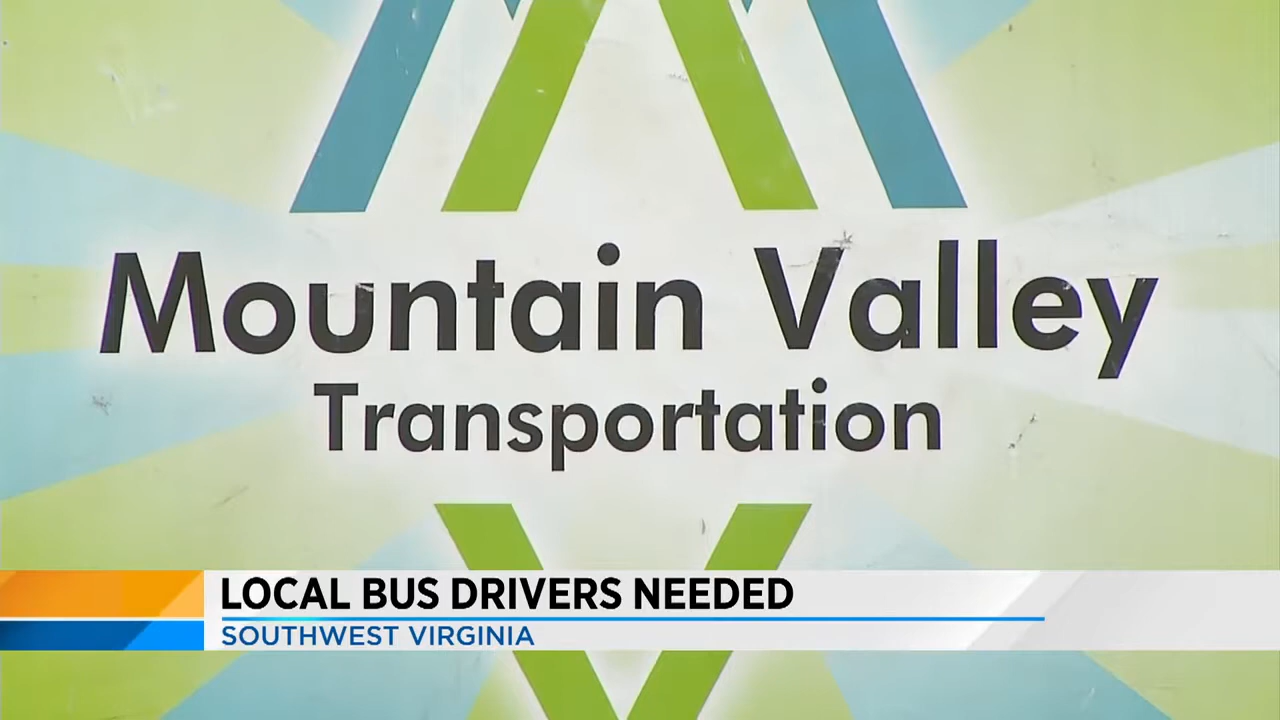 Mountain Valley
Transportation
LOCAL BUS DRIVERS NEEDED
SOUTHWEST VIRGINIA